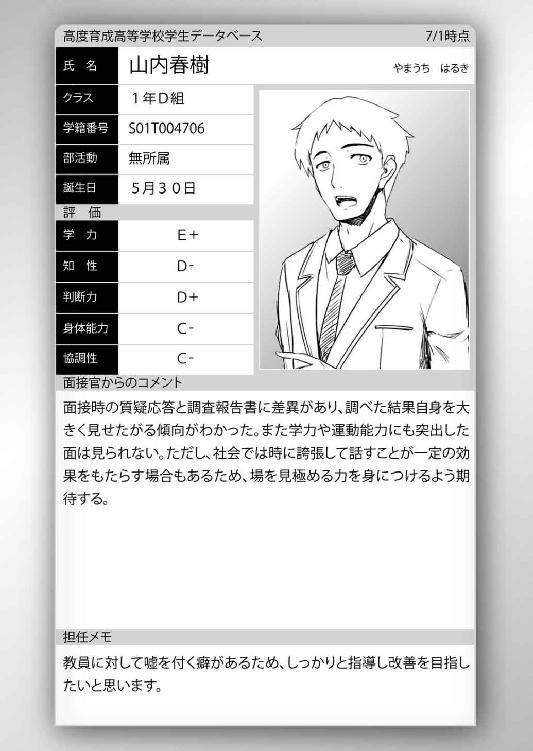 高度育成高等学校学生データベース 7/1時点
氏 名 山内春樹 やまうち はるき
クラス 1年D組
学籍番号 S01T004706
部活動 無所属
誕生日 5月30日
評 価
学 力 E+
知 性 D-
判断力 D+
身体能力 C-
協調性 C-
面接官からのコメント
面接時の質疑応答と調査報告書に差異があり、調べた結果自身を大
きく見せたがる傾向がわかった。また学力や運動能力にも突出した
面は見られない。ただし、社会では時に誇張して話すことが一定の効
果をもたらす場合もあるため、場を見極める力を身につけるよう期
待する。
担任メモ
教員に対して嘘を付く癖があるため、しっかりと指導し改善を目指し
たいと思います。